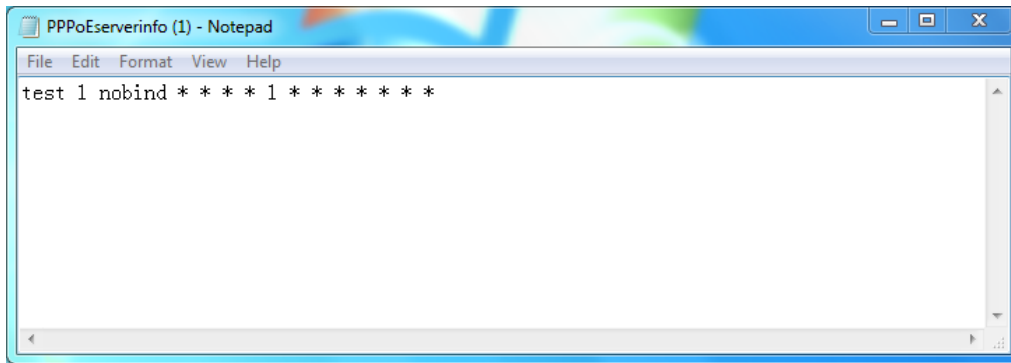 PPPoEserverinfo (1) - Notepad
File Edit Format View Help
test 1 nobind * * * * 1 * * * * * * *